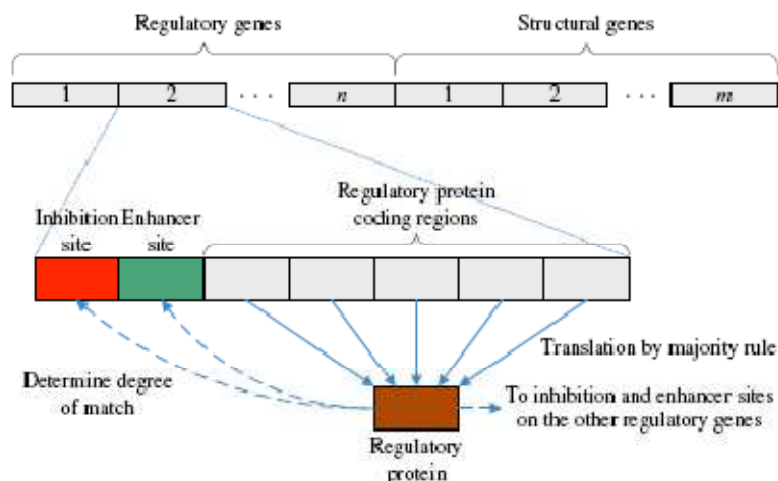 Regulatory genes
Structural genes
1 2 · · · n 1 2 · · · m
Regulatory protein
coding regions
Inhibition Enhancer
site site
Translation by majority rule
Determine degree
of match
To inhibition and enhancer sites
on the other regulatory genes
Regulatory
protein